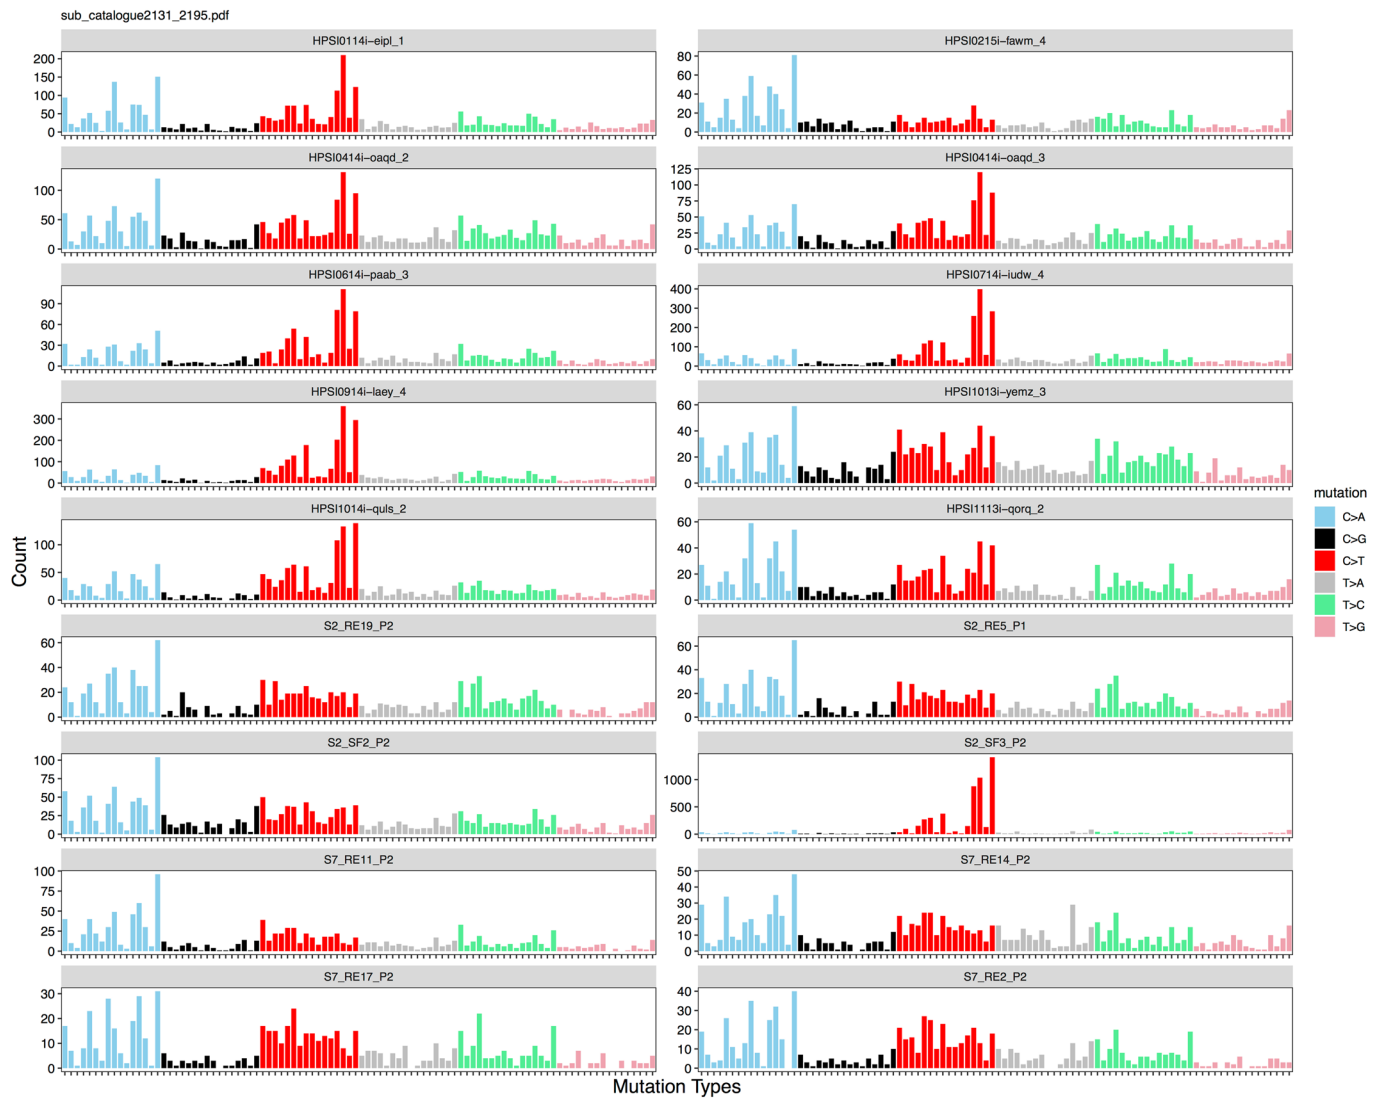 sub_catalogue2131_2195.pdf
HPSI0114i-eipl_1
200
150
100
50
0
HPSI0215i-fawm_4
80
60
40
20
0
HPSI0414i-oaqd_2
100
50
0
HPSI0414i-oaqd_3
125
100
75
50
25
0
HPSI0614i-paab_3
90
60
30
0
HPSI0714i-iudw_4
400
300
200
100
0
HPSI0914i-laey_4
300
200
100
0
HPSI1013i-yemz_3
60
40
20
0
HPSI1014i-quls_2
100
50
0
HPSI1113i-qorq_2
60
40
20
0
S2_RE19_P2
60
40
20
0
S2_RE5_P1
60
40
20
0
S2_SF2_P2
100
75
50
25
0
S2_SF3_P2
1000
500
0
S7_RE11_P2
100
75
50
25
0
S7_RE14_P2
50
40
30
20
10
0
S7_RE17_P2
30
20
10
0
S7_RE2_P2
40
30
20
10
0
Count
Mutation Types
mutation
C>A
C>G
C>T
T>A
T>C
T>G